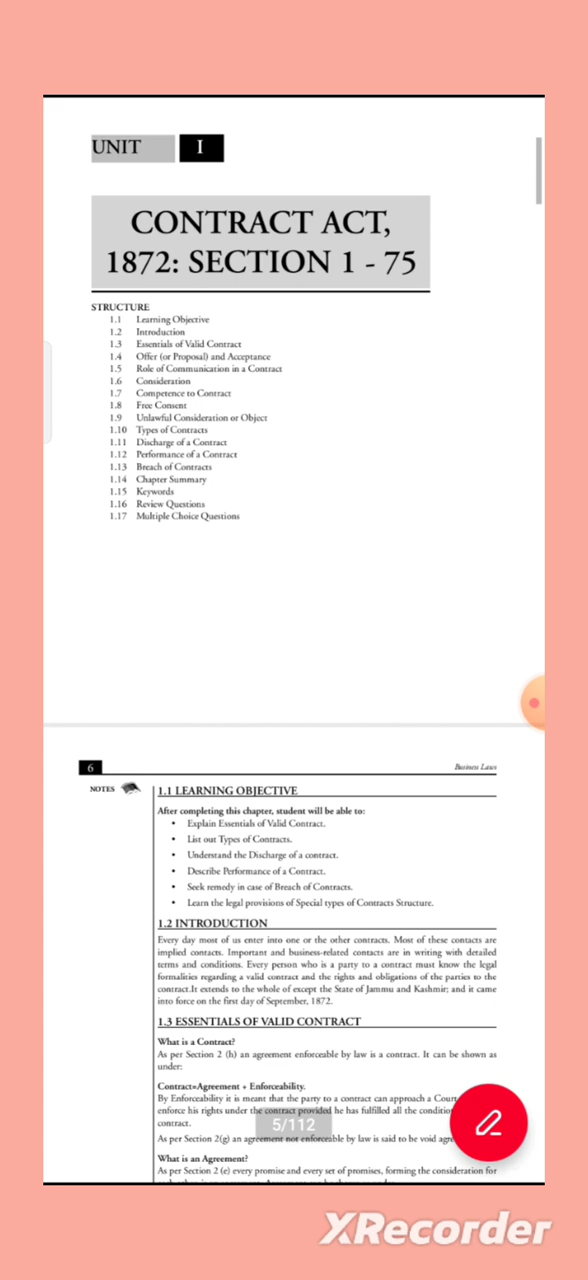 UNIT I
CONTRACT ACT,
1872: SECTION 1 - 75
STRUCTURE
1.1 Learning Objective
1.2 Introduction
1.3 Essentials of Valid Contract
1.4 Offer (or Proposal) and Acceptance
1.5 Role of Communication in a Contract
1.6 Consideration
1.7 Competence to Contract
1.8 Free Consent
1.9 Unlawful Consideration or Object
1.10 Types of Contracts
1.11 Discharge of a Contract
1.12 Performance of a Contract
1.13 Breach of Contracts
1.14 Chapter Summary
1.15 Keywords
1.16 Review Questions
1.17 Multiple Choice Questions
6 Business Laws
NOTES
1.1 LEARNING OBJECTIVE
After completing this chapter, student will be able to:
• Explain Essentials of Valid Contract.
• List out Types of Contracts.
• Understand the Discharge of a contract.
• Describe Performance of a Contract.
• Seek remedy in case of Breach of Contracts.
• Learn the legal provisions of Special types of Contracts Structure.
1.2 INTRODUCTION
Every day most of us enter into one or the other contracts. Most of these contacts are
implied contacts. Important and business-related contacts are in writing with detailed
terms and conditions. Every person who is a party to a contract must know the legal
formalities regarding a valid contract and the rights and obligations of the parties to the
contract.It extends to the whole of except the State of Jammu and Kashmir; and it came
into force on the first day of September, 1872.
1.3 ESSENTIALS OF VALID CONTRACT
What is a Contract?
As per Section 2 (h) an agreement enforceable by law is a contract. It can be shown as
under:
Contract=Agreement + Enforceability.
By Enforceability it is meant that the party to a contract can approach a Court
enforce his rights under the contract provided he has fulfilled all the conditio
contract.
5/112
As per Section 2(g) an agreement not enforceable by law is said to be void agre
What is an Agreement?
As per Section 2 (e) every promise and every set of promises, forming the consideration for
XRecorder